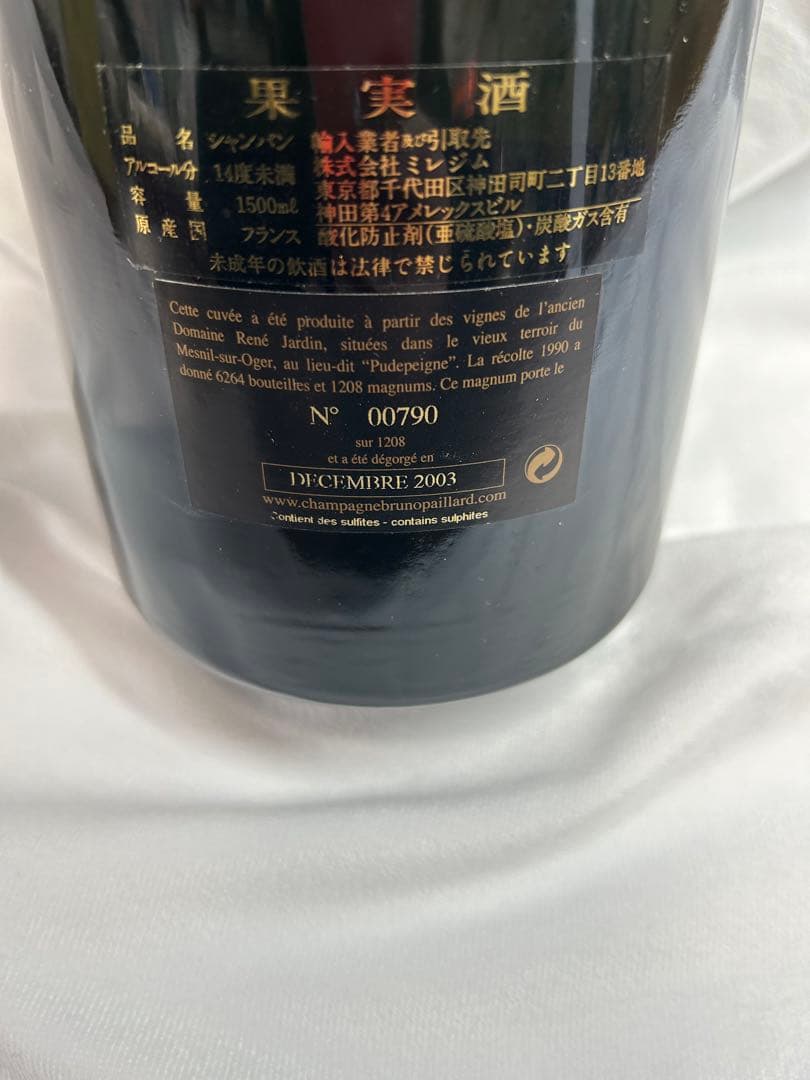 果実酒
品名 シャンパン 輸入業者及び引取先
アルコール分 14度未満 株式会社ミレジム
容量 1500mℓ 東京都千代田区神田司町二丁目13番地
原産国 フランス 神田第4アメレックスビル
酸化防止剤(亜硫酸塩)・炭酸ガス含有
未成年の飲酒は法律で禁じられています
Cette cuvée a été produite à partir des vignes de l'ancien
Domaine René Jardin, situées dans le vieux terroir du
Mesnil-sur-Oger, au lieu-dit "Pudepeigne". La récolte 1990 a
donné 6264 bouteilles et 1208 magnums. Ce magnum porte le
N° 00790
sur 1208
et a été dégorgé en
DECEMBRE 2003
www.champagnebrunopaillard.com
Contient des sulfites - contains sulphites